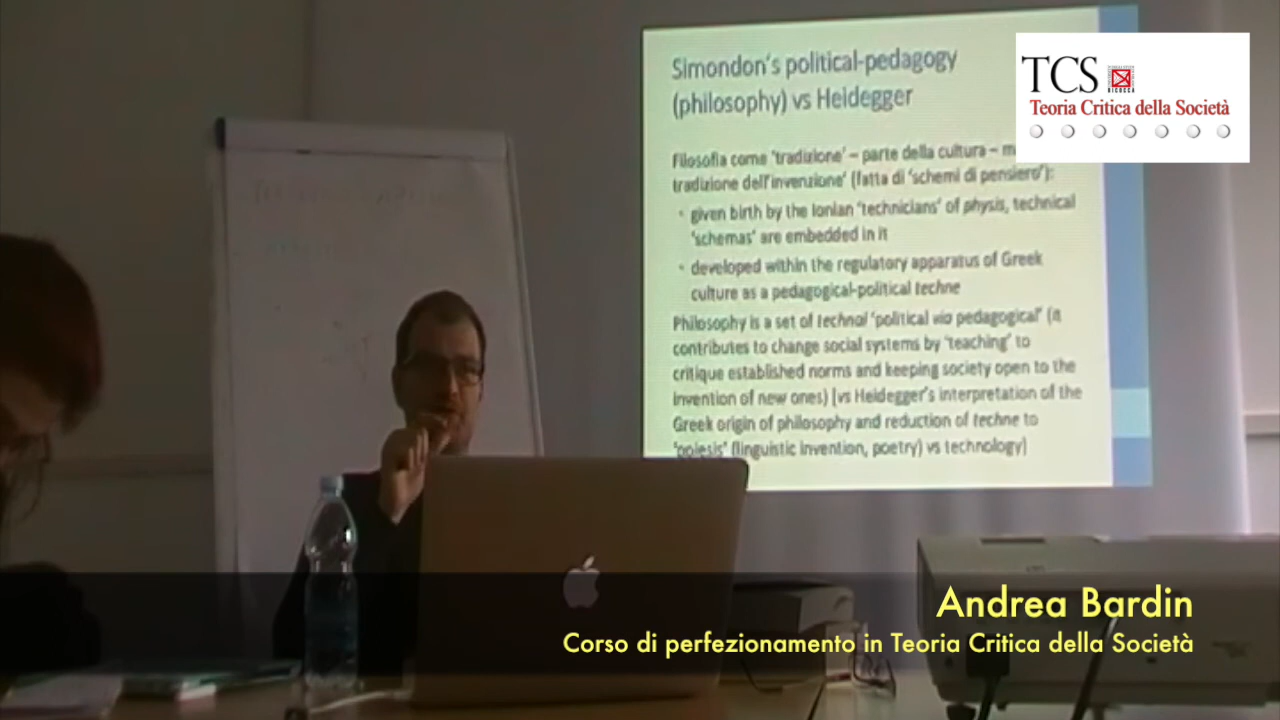 Simondon's political-pedagogy
(philosophy) vs Heidegger
TCS
BICOCCA
Teoria Critica della Società
Filosofia come 'tradizione' – parte della cultura –
tradizione dell'invenzione' (fatta di 'schemi di pensiero'):
• given birth by the Ionian 'technicians' of physis, technical
'schemas' are embedded in it
• developed within the regulatory apparatus of Greek
culture as a pedagogical-political techne
Philosophy is a set of technai 'political via pedagogical' (it
contributes to change social systems by 'teaching' to
critique established norms and keeping society open to the
invention of new ones) [vs Heidegger's interpretation of the
Greek origin of philosophy and reduction of techne to
'poiesis' (linguistic invention, poetry) vs technology]
Andrea Bardin
Corso di perfezionamento in Teoria Critica della Società